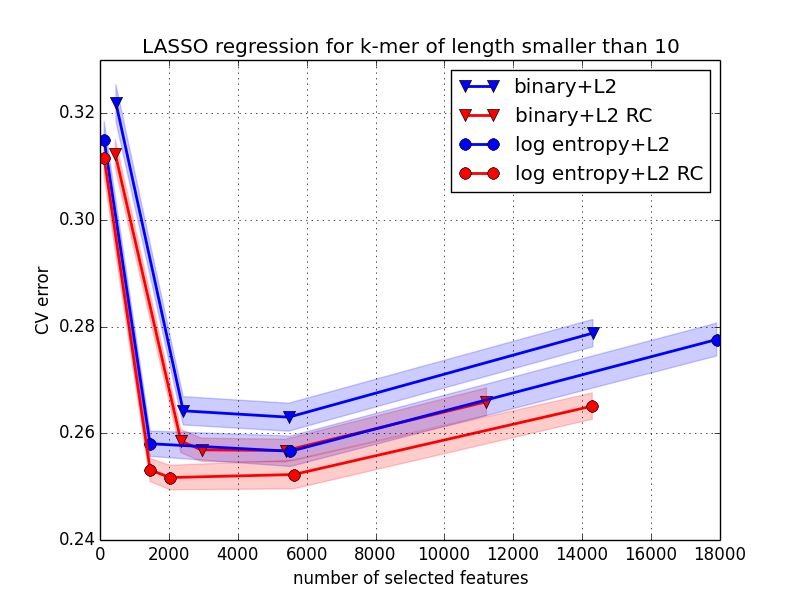 LASSO regression for k-mer of length smaller than 10
binary+L2
binary+L2 RC
log entropy+L2
log entropy+L2 RC
0.32
0.30
0.28
0.26
0.24
CV error
0 2000 4000 6000 8000 10000 12000 14000 16000 18000
number of selected features